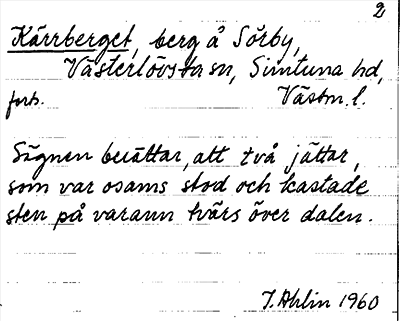 2
Kärrberget, berg å Sörby,
Västerlövsta sn, Simtuna hd,
forts. Västm. l.
Sägnen berättar, att två jättar,
som var osams stod och kastade
sten på varann tvärs över dalen.
J. Ahlin 1960